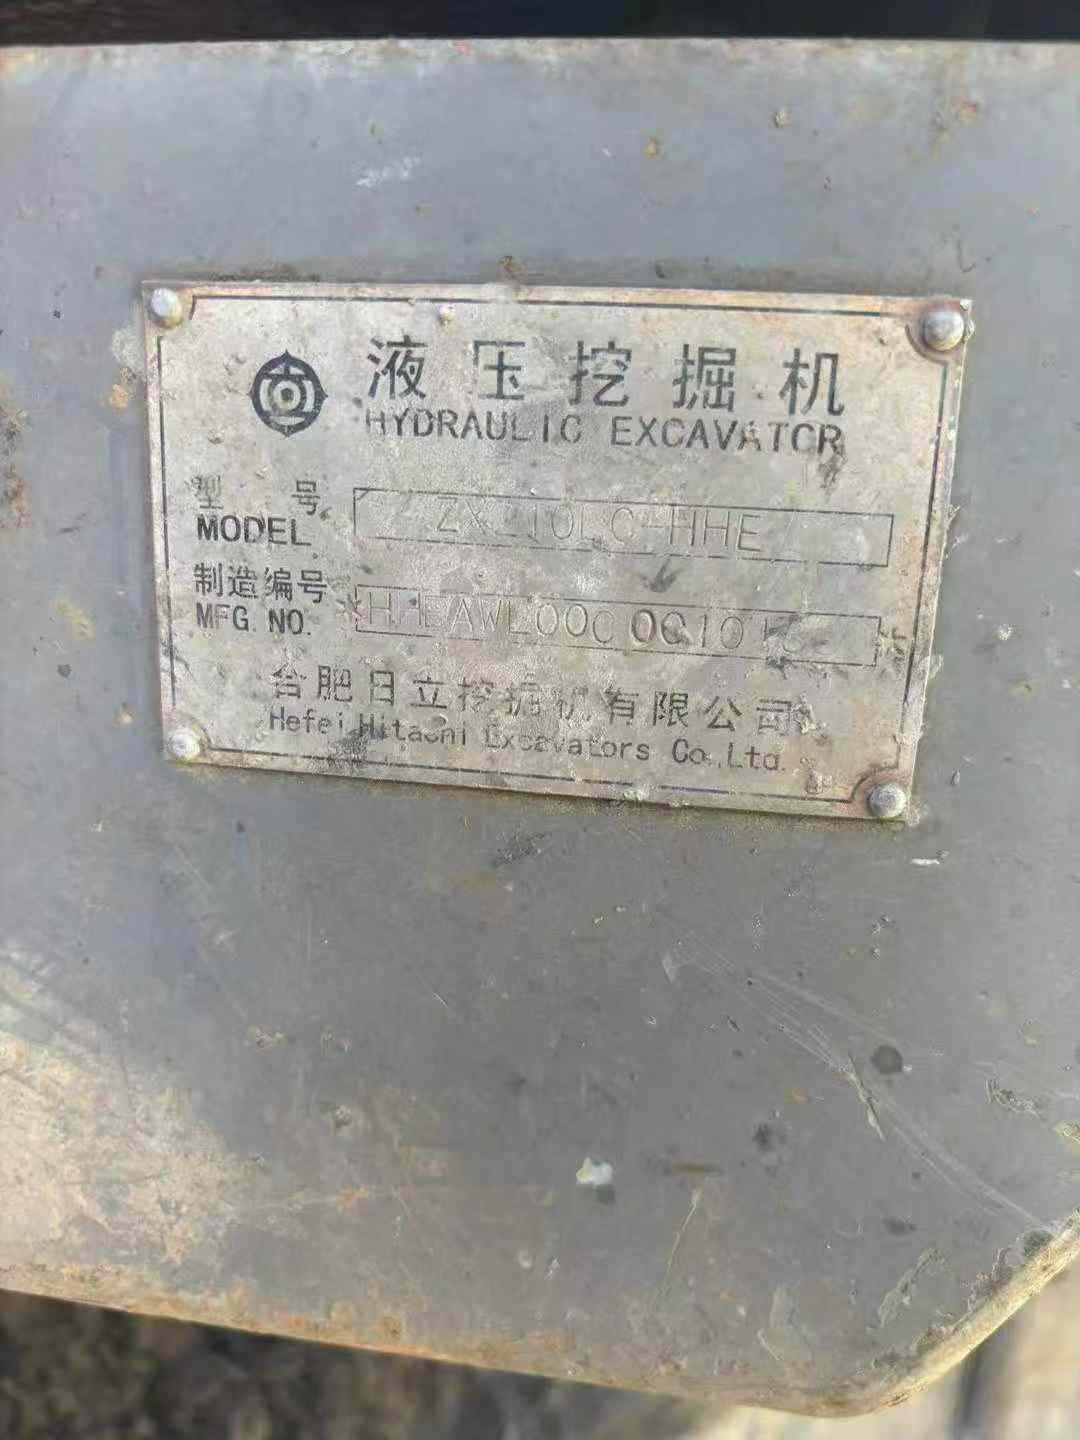 液压挖掘机
HYDRAULIC EXCAVATOR
型号
MODEL
制造编号
MFG. NO.
合肥日立挖掘机有限公司
Hefei Hitachi Excavators Co.,Ltd.